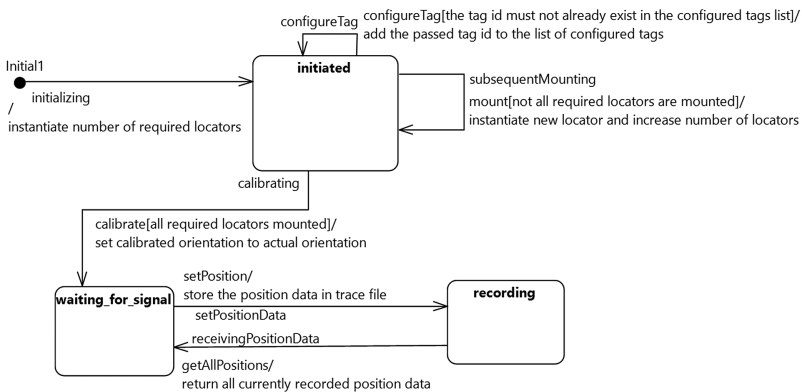 configureTag
configureTag[the tag id must not already exist in the configured tags list]/
add the passed tag id to the list of configured tags
Initial1
initiated
initializing
/
instantiate number of required locators
subsequentMounting
mount[not all required locators are mounted]/
instantiate new locator and increase number of locators
calibrating
calibrate[all required locators mounted]/
set calibrated orientation to actual orientation
setPosition/
store the position data in trace file
waiting_for_signal
recording
setPositionData
receivingPositionData
getAllPositions/
return all currently recorded position data